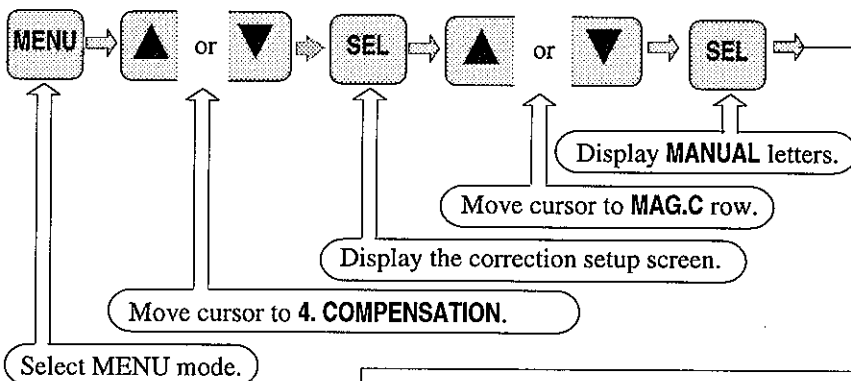 MENU or SEL or SEL
Display MANUAL letters.
Move cursor to MAG.C row.
Display the correction setup screen.
Move cursor to 4. COMPENSATION.
Select MENU mode.